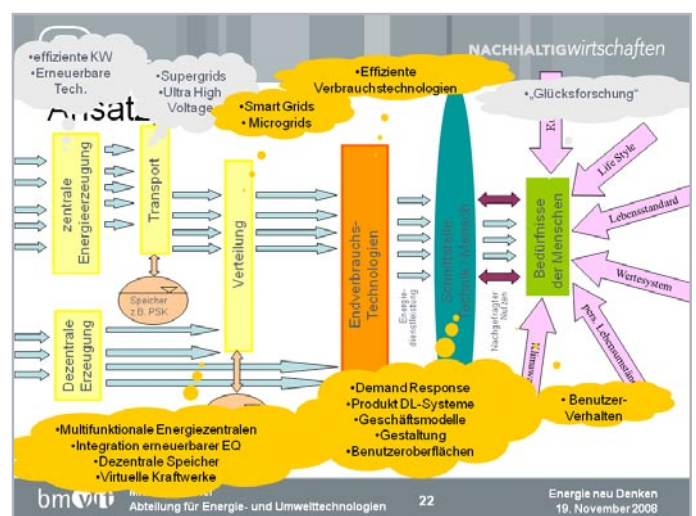 NACHHALTIGwirtschaften
•effiziente KW
•Erneuerbare
Tech.
•Supergrids
•Ultra High
Voltage
•Smart Grids
•Microgrids
•Effiziente
Verbrauchstechnologien
•„Glücksforschung“
Ansatz
zentrale
Energieerzeugung
Transport
Verteilung
Speicher
z.B. PSK
Dezentrale
Erzeugung
Endverbrauchs-
Technologien
Energie-
dienstleistung
Schnittstelle
Technik / Mensch
Nachgefragter
Nutzen
Bedürfnisse
der Menschen
Life Style
Lebensstandard
Wertesystem
pers. Lebensumstän
•Multifunktionale Energiezentralen
•Integration erneuerbarer EQ
•Dezentrale Speicher
•Virtuelle Kraftwerke
•Demand Response
•Produkt DL-Systeme
•Geschäftsmodelle
•Gestaltung
•Benutzeroberflächen
•Benutzer-
Verhalten
bmvit
Abteilung für Energie- und Umwelttechnologien
22
Energie neu Denken
19. November 2008